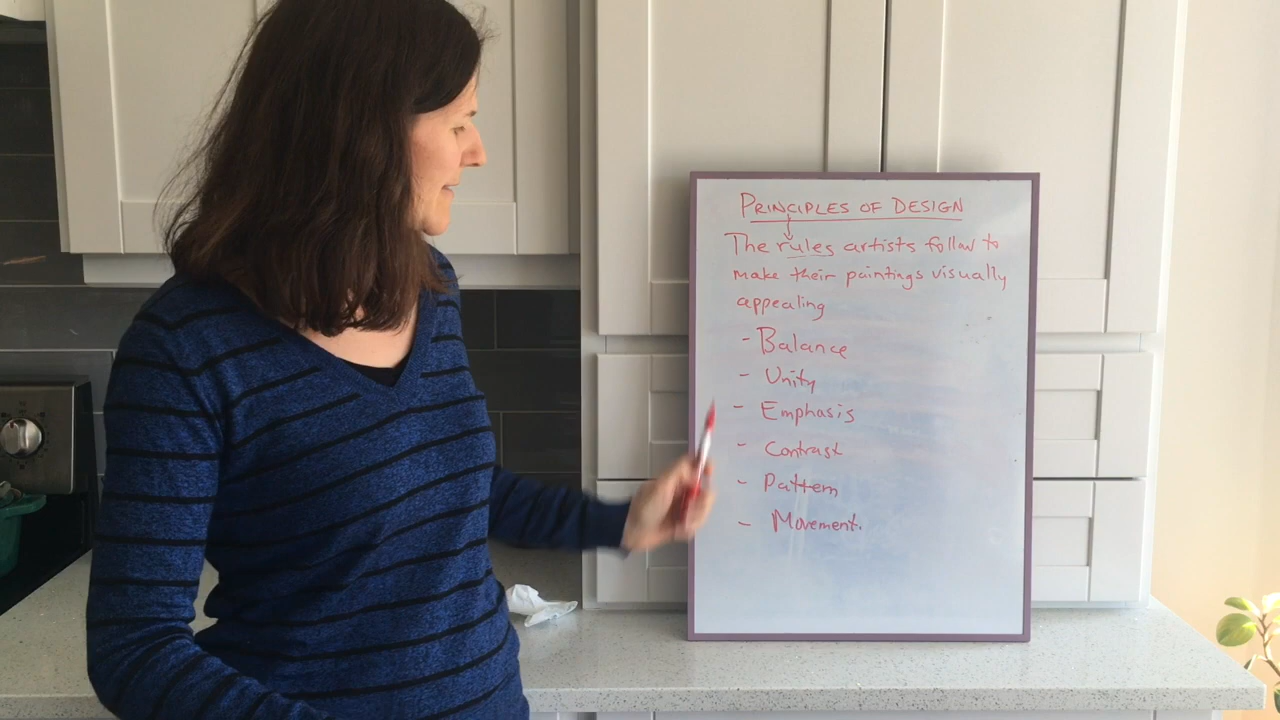 PRINCIPLES OF DESIGN
The rules artists follow to
make their paintings visually
appealing
- Balance
- Unity
- Emphasis
- Contrast
- Pattern
- Movement.